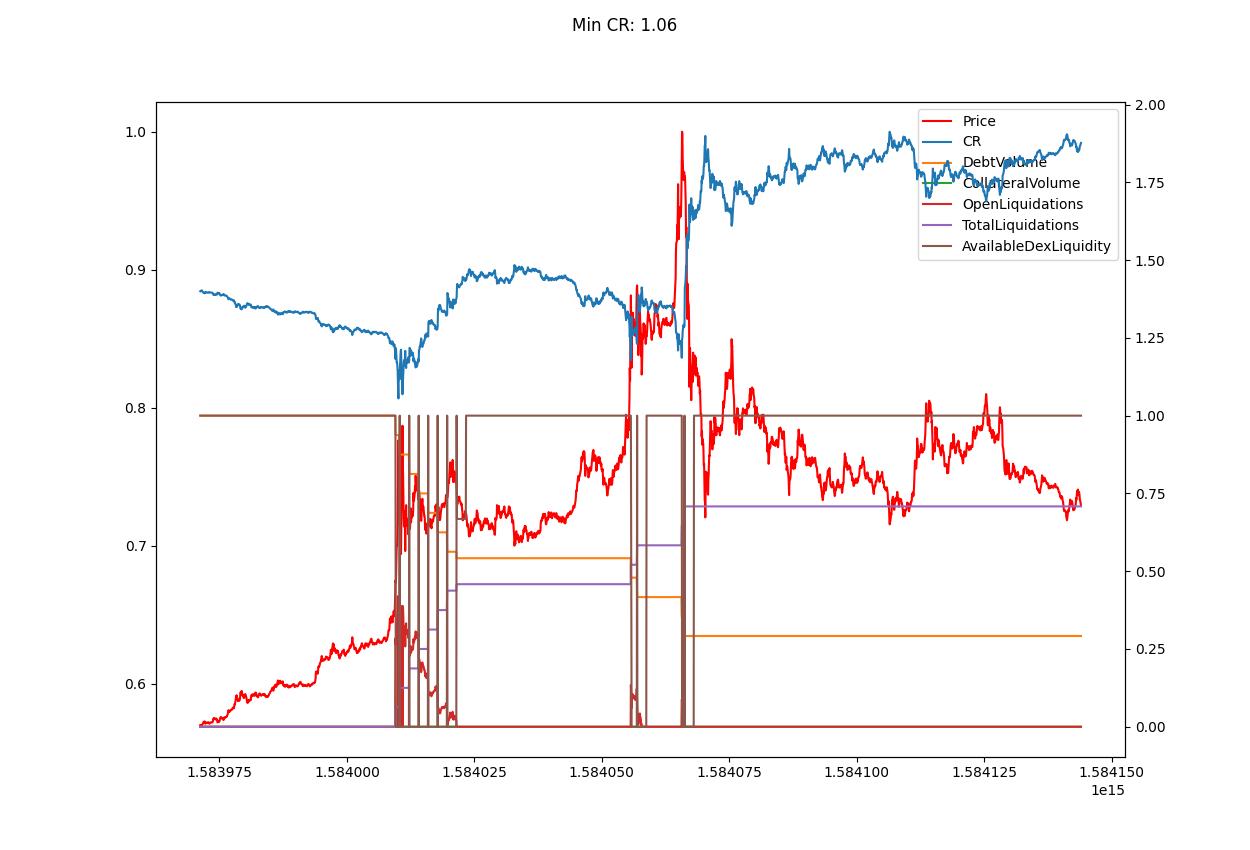 Min CR: 1.06
1.0
0.9
0.8
0.7
0.6
2.00
1.75
1.50
1.25
1.00
0.75
0.50
0.25
0.00
Price
CR
DebtVolume
CollateralVolume
OpenLiquidations
TotalLiquidations
AvailableDexLiquidity
1.583975 1.584000 1.584025 1.584050 1.584075 1.584100 1.584125 1.584150
1e15